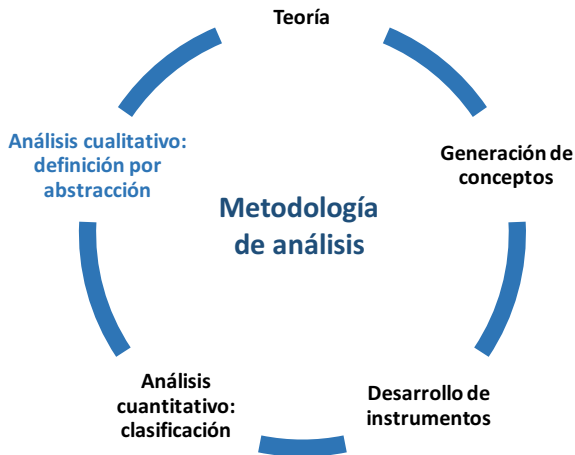 Teoría
Generación de
conceptos
Desarrollo de
instrumentos
Análisis
cuantitativo:
clasificación
Análisis cualitativo:
definición por
abstracción
Metodología
de análisis